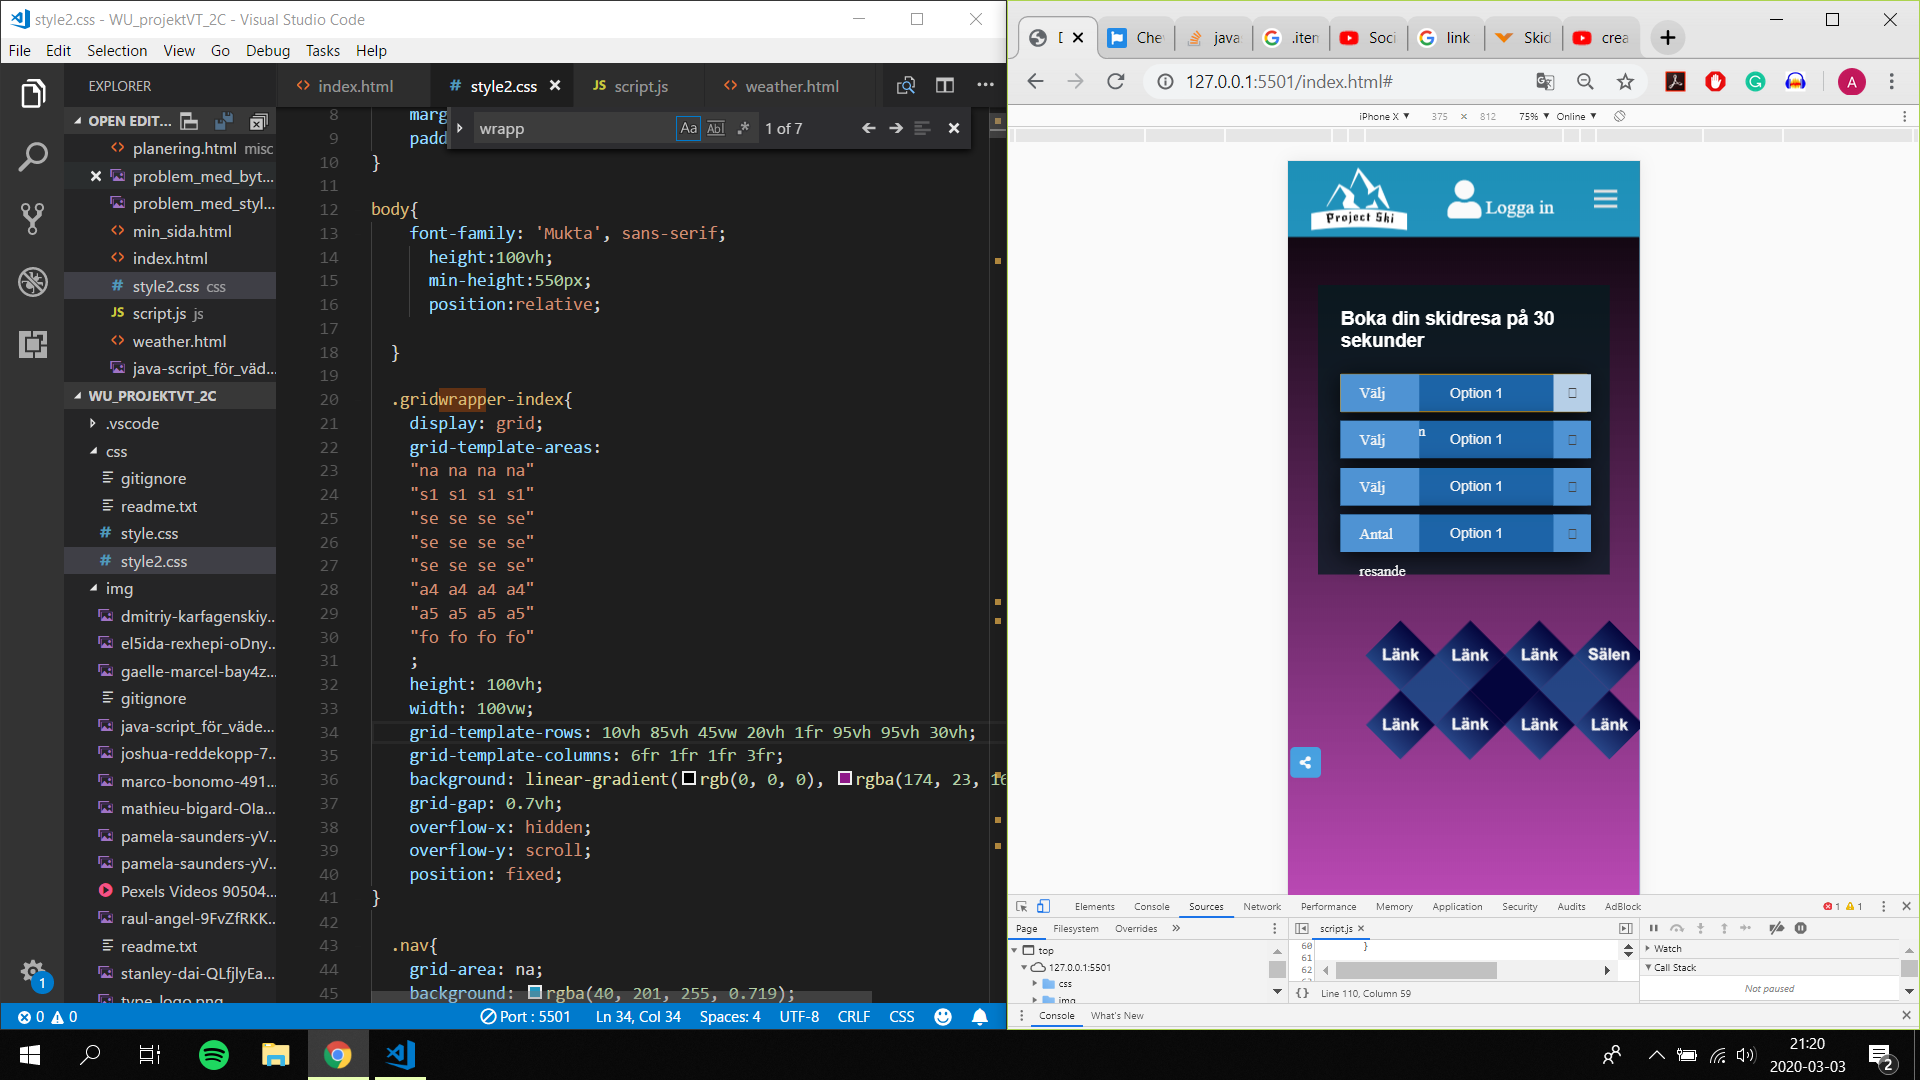 style2.css - WU_projektVT_2C - Visual Studio Code
File Edit Selection View Go Debug Tasks Help
EXPLORER
OPEN EDIT...
planering.html misc
problem_med_byt...
problem_med_styl...
min_sida.html
index.html
style2.css css
script.js js
weather.html
java-script_för_väd...
WU_PROJEKTVT_2C
.vscode
css
gitignore
readme.txt
style.css
style2.css
img
dmitriy-karfagenskiy...
el5ida-rexhepi-oDny...
gaelle-marcel-bay4z...
gitignore
java-script_för_väde...
joshua-reddekopp-7...
marco-bonomo-491...
mathieu-bigard-OIa...
pamela-saunders-yV...
pamela-saunders-yV...
Pexels Videos 90504...
raul-angel-9FvZfRKK...
readme.txt
stanley-dai-QLfjlyEa...
type_logo.png
1
index.html style2.css script.js weather.html
wrapp Aa Abl .* 1 of 7
8 marg
9 padd
10 }
11
12 body{
13 font-family: 'Mukta', sans-serif;
14 height:100vh;
15 min-height:550px;
16 position:relative;
17
18 }
19
20 .gridwrapper-index{
21 display: grid;
22 grid-template-areas:
23 "na na na na"
24 "s1 s1 s1 s1"
25 "se se se se"
26 "se se se se"
27 "se se se se"
28 "a4 a4 a4 a4"
29 "a5 a5 a5 a5"
30 "fo fo fo fo"
31 ;
32 height: 100vh;
33 width: 100vw;
34 grid-template-rows: 10vh 85vh 45vw 20vh 1fr 95vh 95vh 30vh;
35 grid-template-columns: 6fr 1fr 1fr 3fr;
36 background: linear-gradient(rgb(0, 0, 0), rgba(174, 23, 16
37 grid-gap: 0.7vh;
38 overflow-x: hidden;
39 overflow-y: scroll;
40 position: fixed;
41 }
42
43 .nav{
44 grid-area: na;
45 background: rgba(40, 201, 255, 0.719);
0 0 Port : 5501 Ln 34, Col 34 Spaces: 4 UTF-8 CRLF CSS
Che java .iten Soci link Skid crea
127.0.0.1:5501/index.html# A
iPhone X 375 × 812 75% Online
Project Ski
Logga in
Boka din skidresa på 30
sekunder
Välj Option 1
n
Välj Option 1
Välj Option 1
Antal Option 1
resande
Länk Länk Länk Sälen
Länk Länk Länk Länk
Elements Console Sources Network Performance Memory Application Security Audits AdBlock 1 1
Page Filesystem Overrides » script.js
top
127.0.0.1:5501
css
img
60 }
61
62
{} Line 110, Column 59
Watch
Call Stack
Not paused
Console What's New
21:20
2020-03-03
2